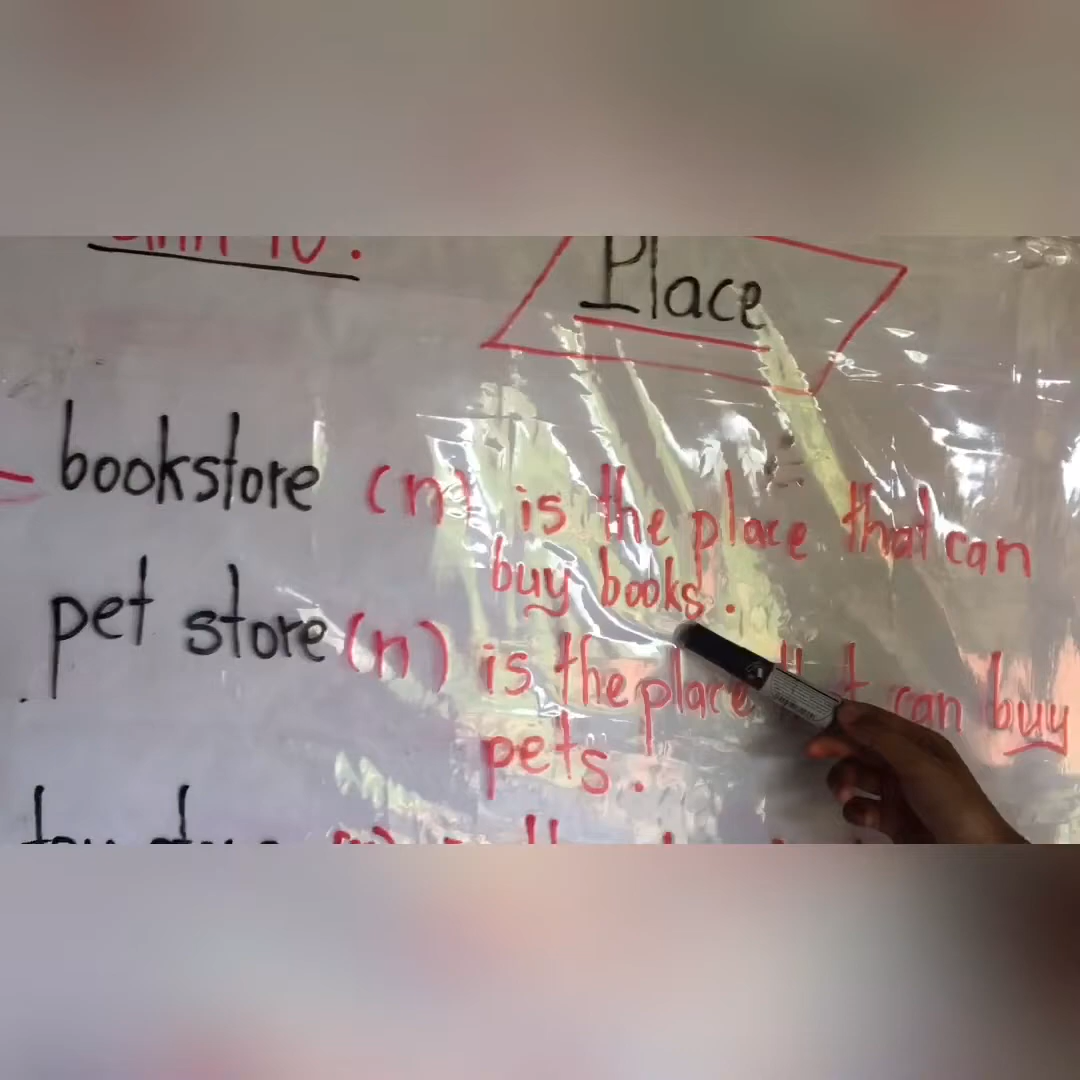 Place
bookstore (n) is the place that can
buy books.
pet store (n) is the place that can buy
pets.